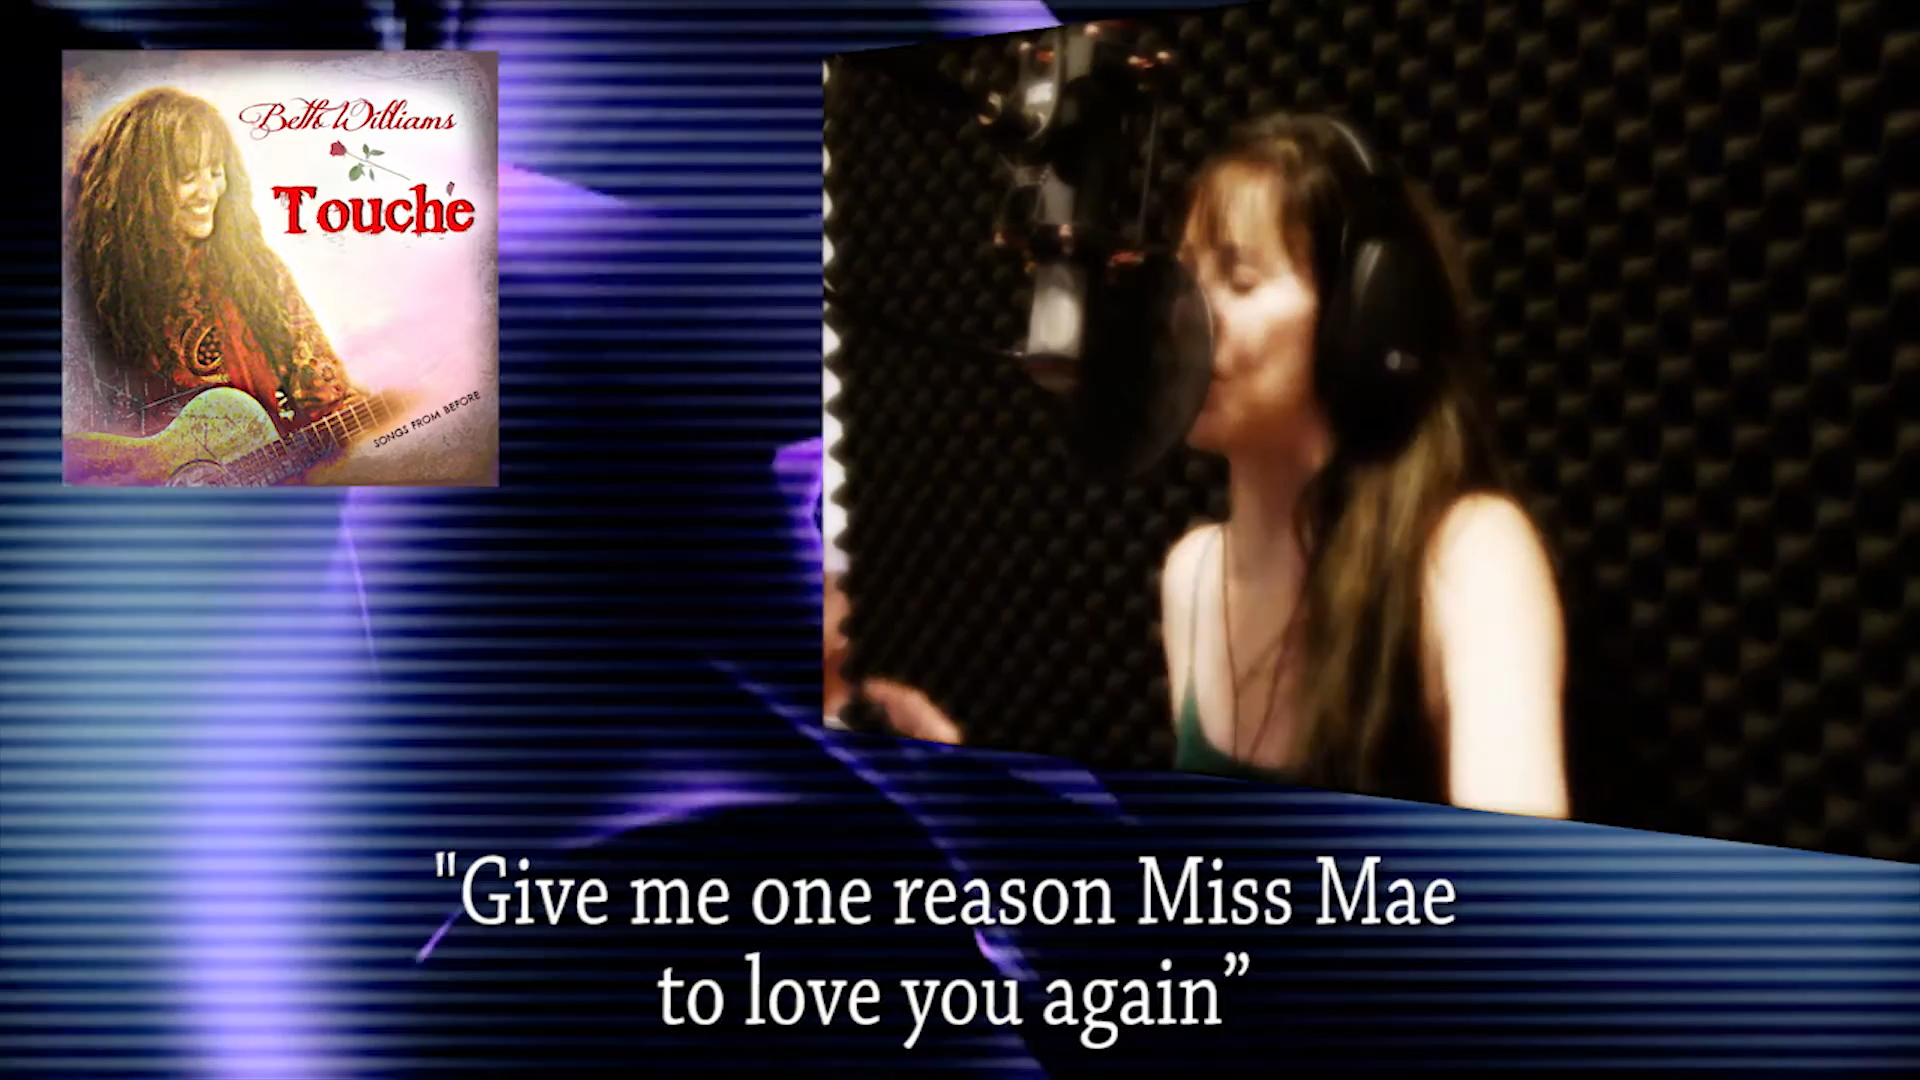 Beth Williams
Touché
SONGS FROM BEFORE
"Give me one reason Miss Mae
to love you again”